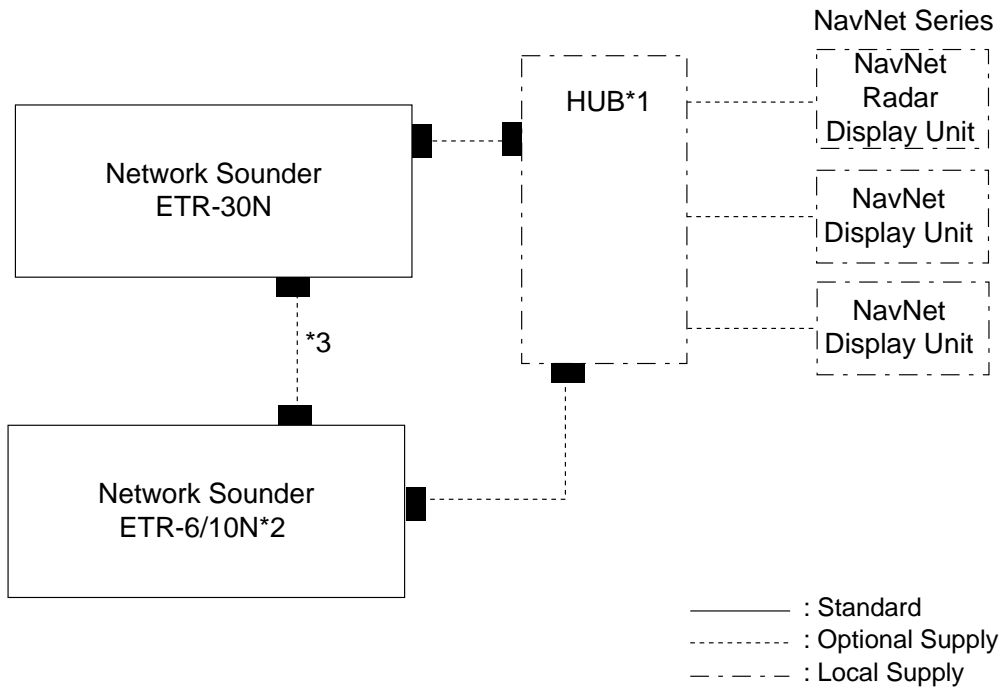 NavNet Series
NavNet
Radar
Display Unit
HUB*1
Network Sounder
ETR-30N
NavNet
Display Unit
NavNet
Display Unit
*3
Network Sounder
ETR-6/10N*2
: Standard
: Optional Supply
: Local Supply